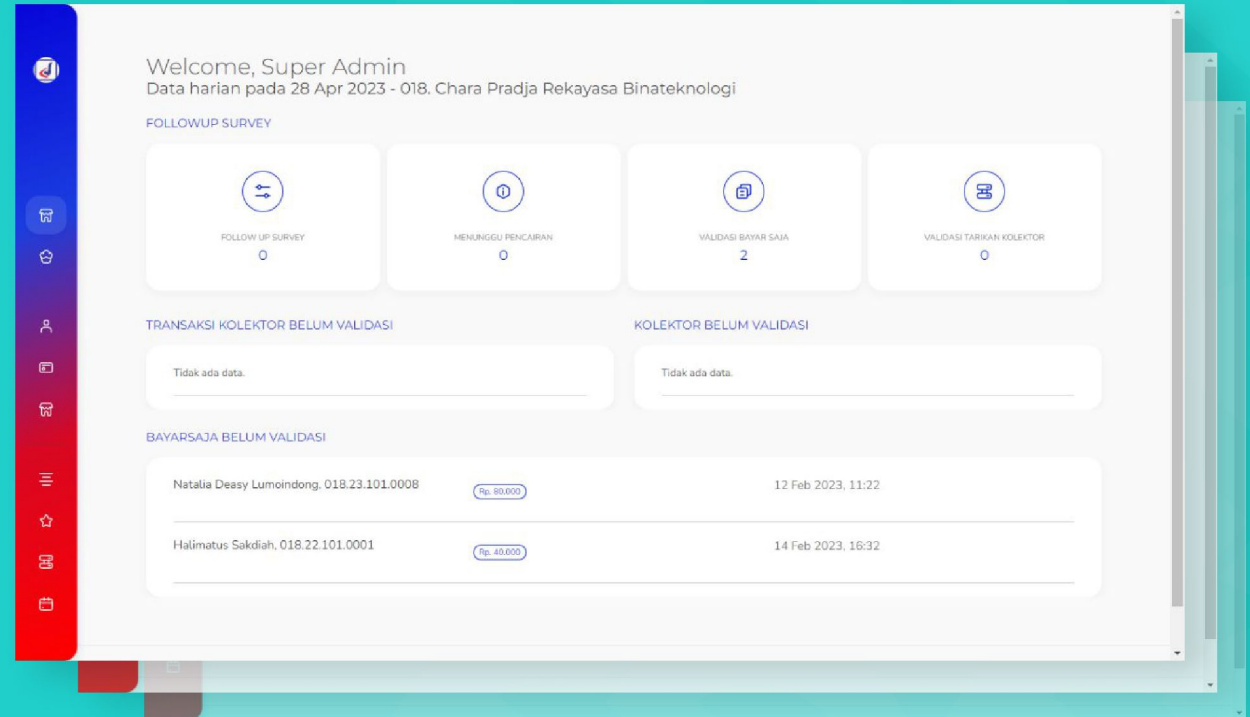 Welcome, Super Admin
Data harian pada 28 Apr 2023 - 018. Chara Pradja Rekayasa Binateknologi
FOLLOWUP SURVEY
FOLLOW UP SURVEY
0
MENUNGGU PENCAIRAN
0
VALIDASI BAYAR SAJA
2
VALIDASI TARIKAN KOLEKTOR
0
TRANSAKSI KOLEKTOR BELUM VALIDASI
Tidak ada data.
KOLEKTOR BELUM VALIDASI
Tidak ada data.
BAYARSAJA BELUM VALIDASI
Natalia Deasy Lumoindong, 018.23.101.0008 Rp. 80.000 12 Feb 2023, 11:22
Halimatus Sakdiah, 018.22.101.0001 Rp. 40.000 14 Feb 2023, 16:32